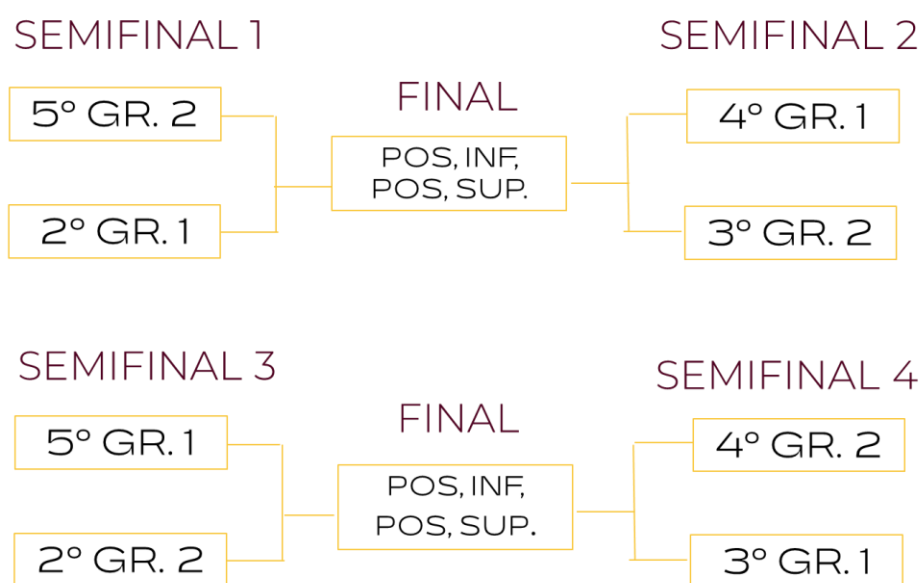 SEMIFINAL 1
SEMIFINAL 2
5º GR. 2
FINAL
4º GR. 1
POS, INF,
POS, SUP.
2º GR. 1
3º GR. 2
SEMIFINAL 3
SEMIFINAL 4
5º GR. 1
FINAL
4º GR. 2
POS, INF,
POS, SUP.
2º GR. 2
3º GR. 1